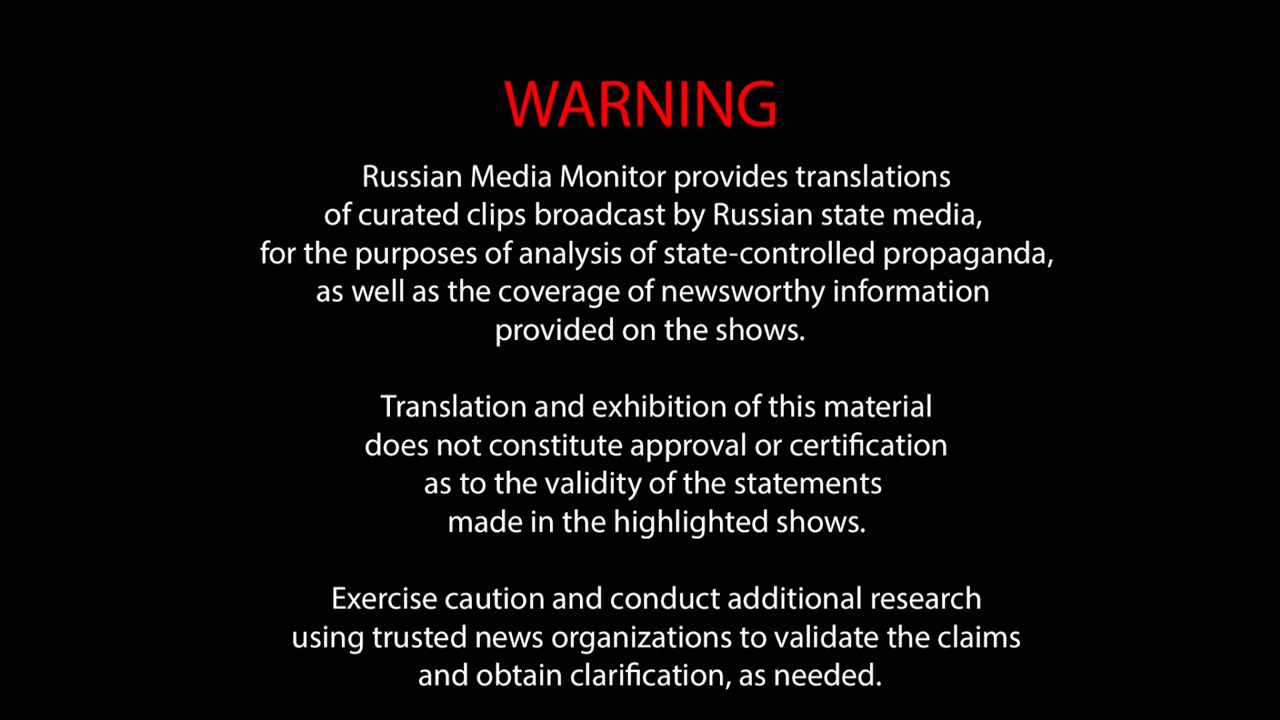 WARNING
Russian Media Monitor provides translations
of curated clips broadcast by Russian state media,
for the purposes of analysis of state-controlled propaganda,
as well as the coverage of newsworthy information
provided on the shows.
Translation and exhibition of this material
does not constitute approval or certification
as to the validity of the statements
made in the highlighted shows.
Exercise caution and conduct additional research
using trusted news organizations to validate the claims
and obtain clarification, as needed.